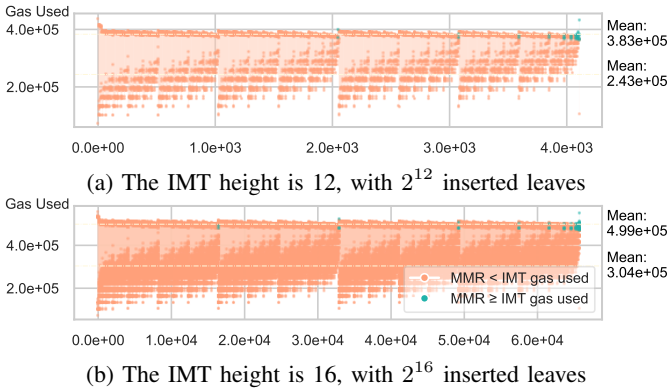 Gas Used
4.0e+05
2.0e+05
Mean:
3.83e+05
Mean:
2.43e+05
0.0e+00 1.0e+03 2.0e+03 3.0e+03 4.0e+03
(a) The IMT height is 12, with 2^12 inserted leaves
Gas Used
4.0e+05
2.0e+05
Mean:
4.99e+05
Mean:
3.04e+05
MMR < IMT gas used
MMR ≥ IMT gas used
0.0e+00 1.0e+04 2.0e+04 3.0e+04 4.0e+04 5.0e+04 6.0e+04
(b) The IMT height is 16, with 2^16 inserted leaves